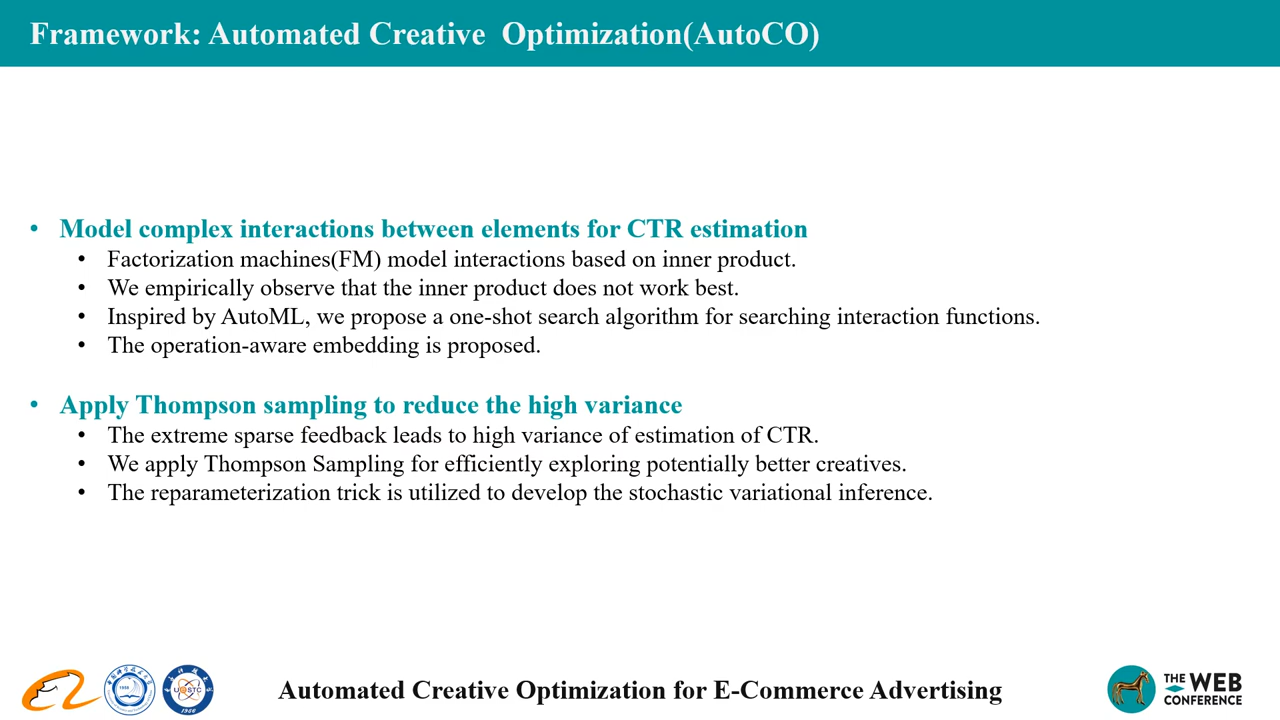 Framework: Automated Creative Optimization(AutoCO)
• Model complex interactions between elements for CTR estimation
• Factorization machines(FM) model interactions based on inner product.
• We empirically observe that the inner product does not work best.
• Inspired by AutoML, we propose a one-shot search algorithm for searching interaction functions.
• The operation-aware embedding is proposed.
• Apply Thompson sampling to reduce the high variance
• The extreme sparse feedback leads to high variance of estimation of CTR.
• We apply Thompson Sampling for efficiently exploring potentially better creatives.
• The reparameterization trick is utilized to develop the stochastic variational inference.
1958
1966
Automated Creative Optimization for E-Commerce Advertising
THE WEB
CONFERENCE